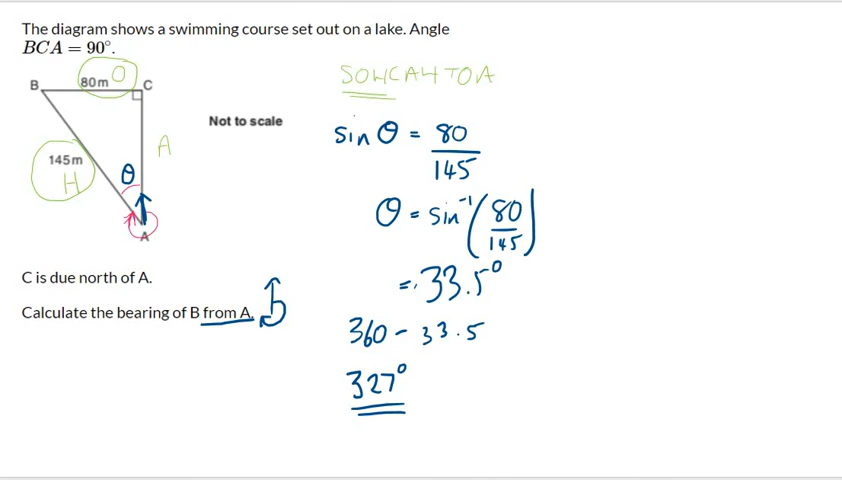 The diagram shows a swimming course set out on a lake. Angle
BCA = 90°.
B 80m O C
Not to scale
145m
H
θ
A
A
C is due north of A.
Calculate the bearing of B from A.
SOHCAHTOA
sin θ = 80/145
θ = sin⁻¹(80/145)
= 33.5°
360 - 33.5
327°